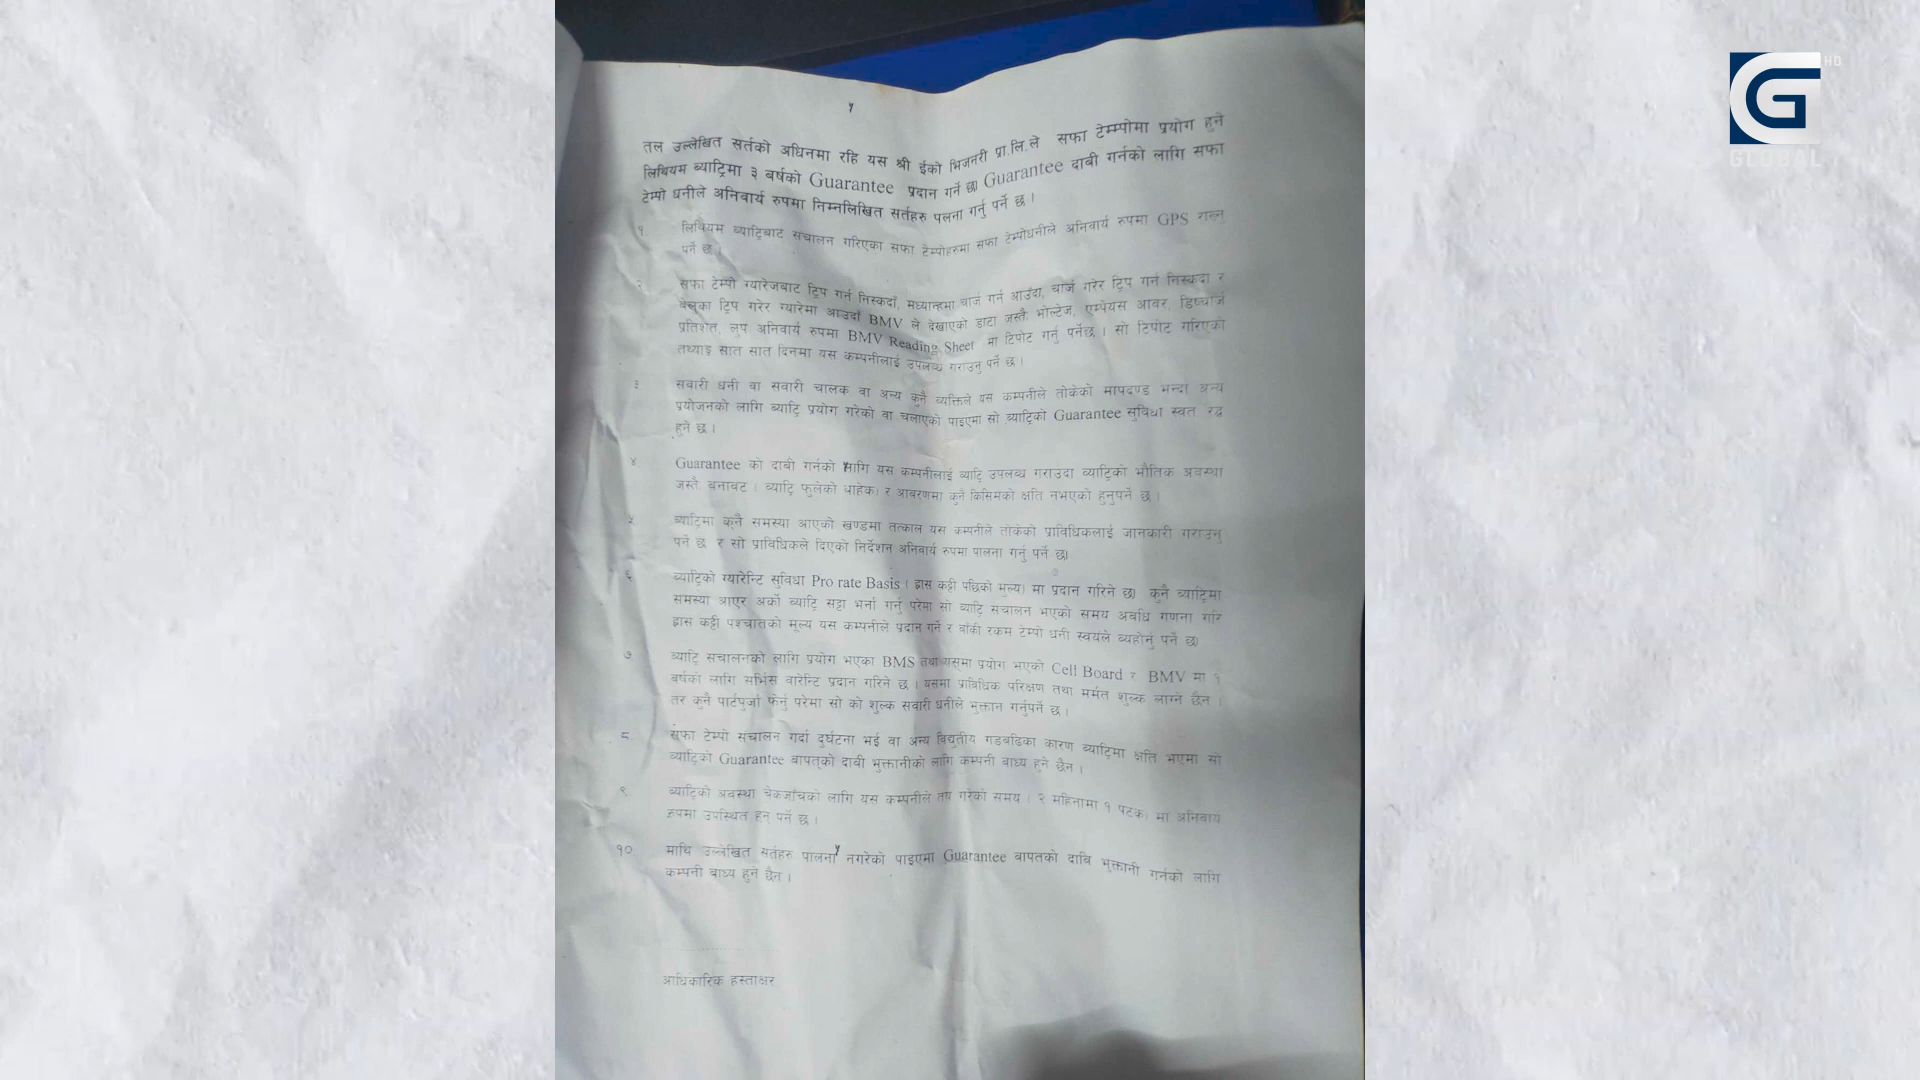 तल उल्लेखित सर्तको अधिनमा रहि यस श्री ईको भिजनरी प्रा.लि.ले सफा टेम्पोमा प्रयोग हुने
लिथियम ब्याट्रिमा ३ बर्षको Guarantee प्रदान गर्ने छ। Guarantee दाबी गर्नको लागि सफा
टेम्पो धनीले अनिवार्य रुपमा निम्नलिखित सर्तहरु पलना गर्नु पर्ने छ ।
१ लिथियम ब्याट्रिबाट संचालन गरिएका सफा टेम्पोहरुमा सफा टेम्पोधनीले अनिवार्य रुपमा GPS राख्नु
पर्ने छ ।
२ सफा टेम्पो ग्यारेजबाट ट्रिप गर्न निस्कदा, मध्यान्हमा चार्ज गर्न आउँदा, चार्ज गरेर ट्रिप गर्न निस्कदा र
बेलुका ट्रिप गरेर ग्यारेमा आउदाँ BMV ले देखाएको डाटा जस्तै भोल्टेज, एम्पेयस आवर, डिष्चार्ज
प्रतिशत, लुप अनिवार्य रुपमा BMV Reading Sheet मा टिपोट गर्नु पर्नेछ । सो टिपोट गरिएको
तथ्याङ्क सात सात दिनमा यस कम्पनीलाई उपलब्ध गराउनु पर्ने छ ।
३ सवारी धनी वा सवारी चालक वा अन्य कुनै व्यक्तिले यस कम्पनीले तोकेको मापदण्ड भन्दा अन्य
प्रयोजनको लागि ब्याट्रि प्रयोग गरेको वा चलाएको पाइएमा सो ब्याट्रिको Guarantee सुविधा स्वत रद्ध
हुने छ ।
४ Guarantee को दाबी गर्नको लागि यस कम्पनीलाई ब्याट्रि उपलब्ध गराउदा ब्याट्रिको भौतिक अवस्था
जस्तै बनावट ( ब्याट्रि फुलेको बाहेक) र आबरणमा कुनै किसिमको क्षति नभएको हुनुपर्ने छ ।
५ ब्याट्रिमा कुनै समस्या आएको खण्डमा तत्काल यस कम्पनीले तोकेको प्राविधिकलाई जानकारी गराउनु
पर्ने छ र सो प्राविधिकले दिएको निर्देशन अनिवार्य रुपमा पालना गर्नु पर्ने छ।
६ ब्याट्रिको ग्यारेन्टि सुविधा Pro rate Basis ( ह्रास कट्टी पछिको मुल्य) मा प्रदान गरिने छ। कुनै ब्याट्रिमा
समस्या आएर अर्को ब्याट्रि सट्टा भर्ना गर्नु परेमा सो ब्याट्रि संचालन भएको समय अवधि गणना गरि
ह्रास कट्टी पश्चातको मूल्य यस कम्पनीले प्रदान गर्ने र बाँकी रकम टेम्पो धनी स्वयंले ब्यहोर्नु पर्ने छ।
७ ब्याट्रि संचालनको लागि प्रयोग भएका BMS तथा यसमा प्रयोग भएको Cell Board र BMV मा १
बर्षको लागि सर्भिस वारेन्टि प्रदान गरिने छ । यसमा प्राविधिक परिक्षण तथा मर्मत शुल्क लाग्ने छैन ।
तर कुनै पार्टपुर्जा फेर्नु परेमा सो को शुल्क सवारी धनीले भुक्तान गर्नुपर्ने छ ।
८ सफा टेम्पो संचालन गर्दा दुर्घटना भई वा अन्य विद्युतीय गडबढिका कारण ब्याट्रिमा क्षति भएमा सो
ब्याट्रिको Guarantee बापत्को दाबी भुक्तानीको लागि कम्पनी बाध्य हुने छैन ।
९ ब्याट्रिको अवस्था चेकजाँचको लागि यस कम्पनीले तय गरेको समय ( २ महिनामा १ पटक) मा अनिवार्य
रुपमा उपस्थित हुनु पर्ने छ ।
१० माथि उल्लेखित सर्तहरु पालना नगरेको पाइएमा Guarantee बापतको दाबि भुक्तानी गर्नको लागि
कम्पनी बाध्य हुने छैन ।
आधिकारिक हस्ताक्षर
G HD
GLOBAL